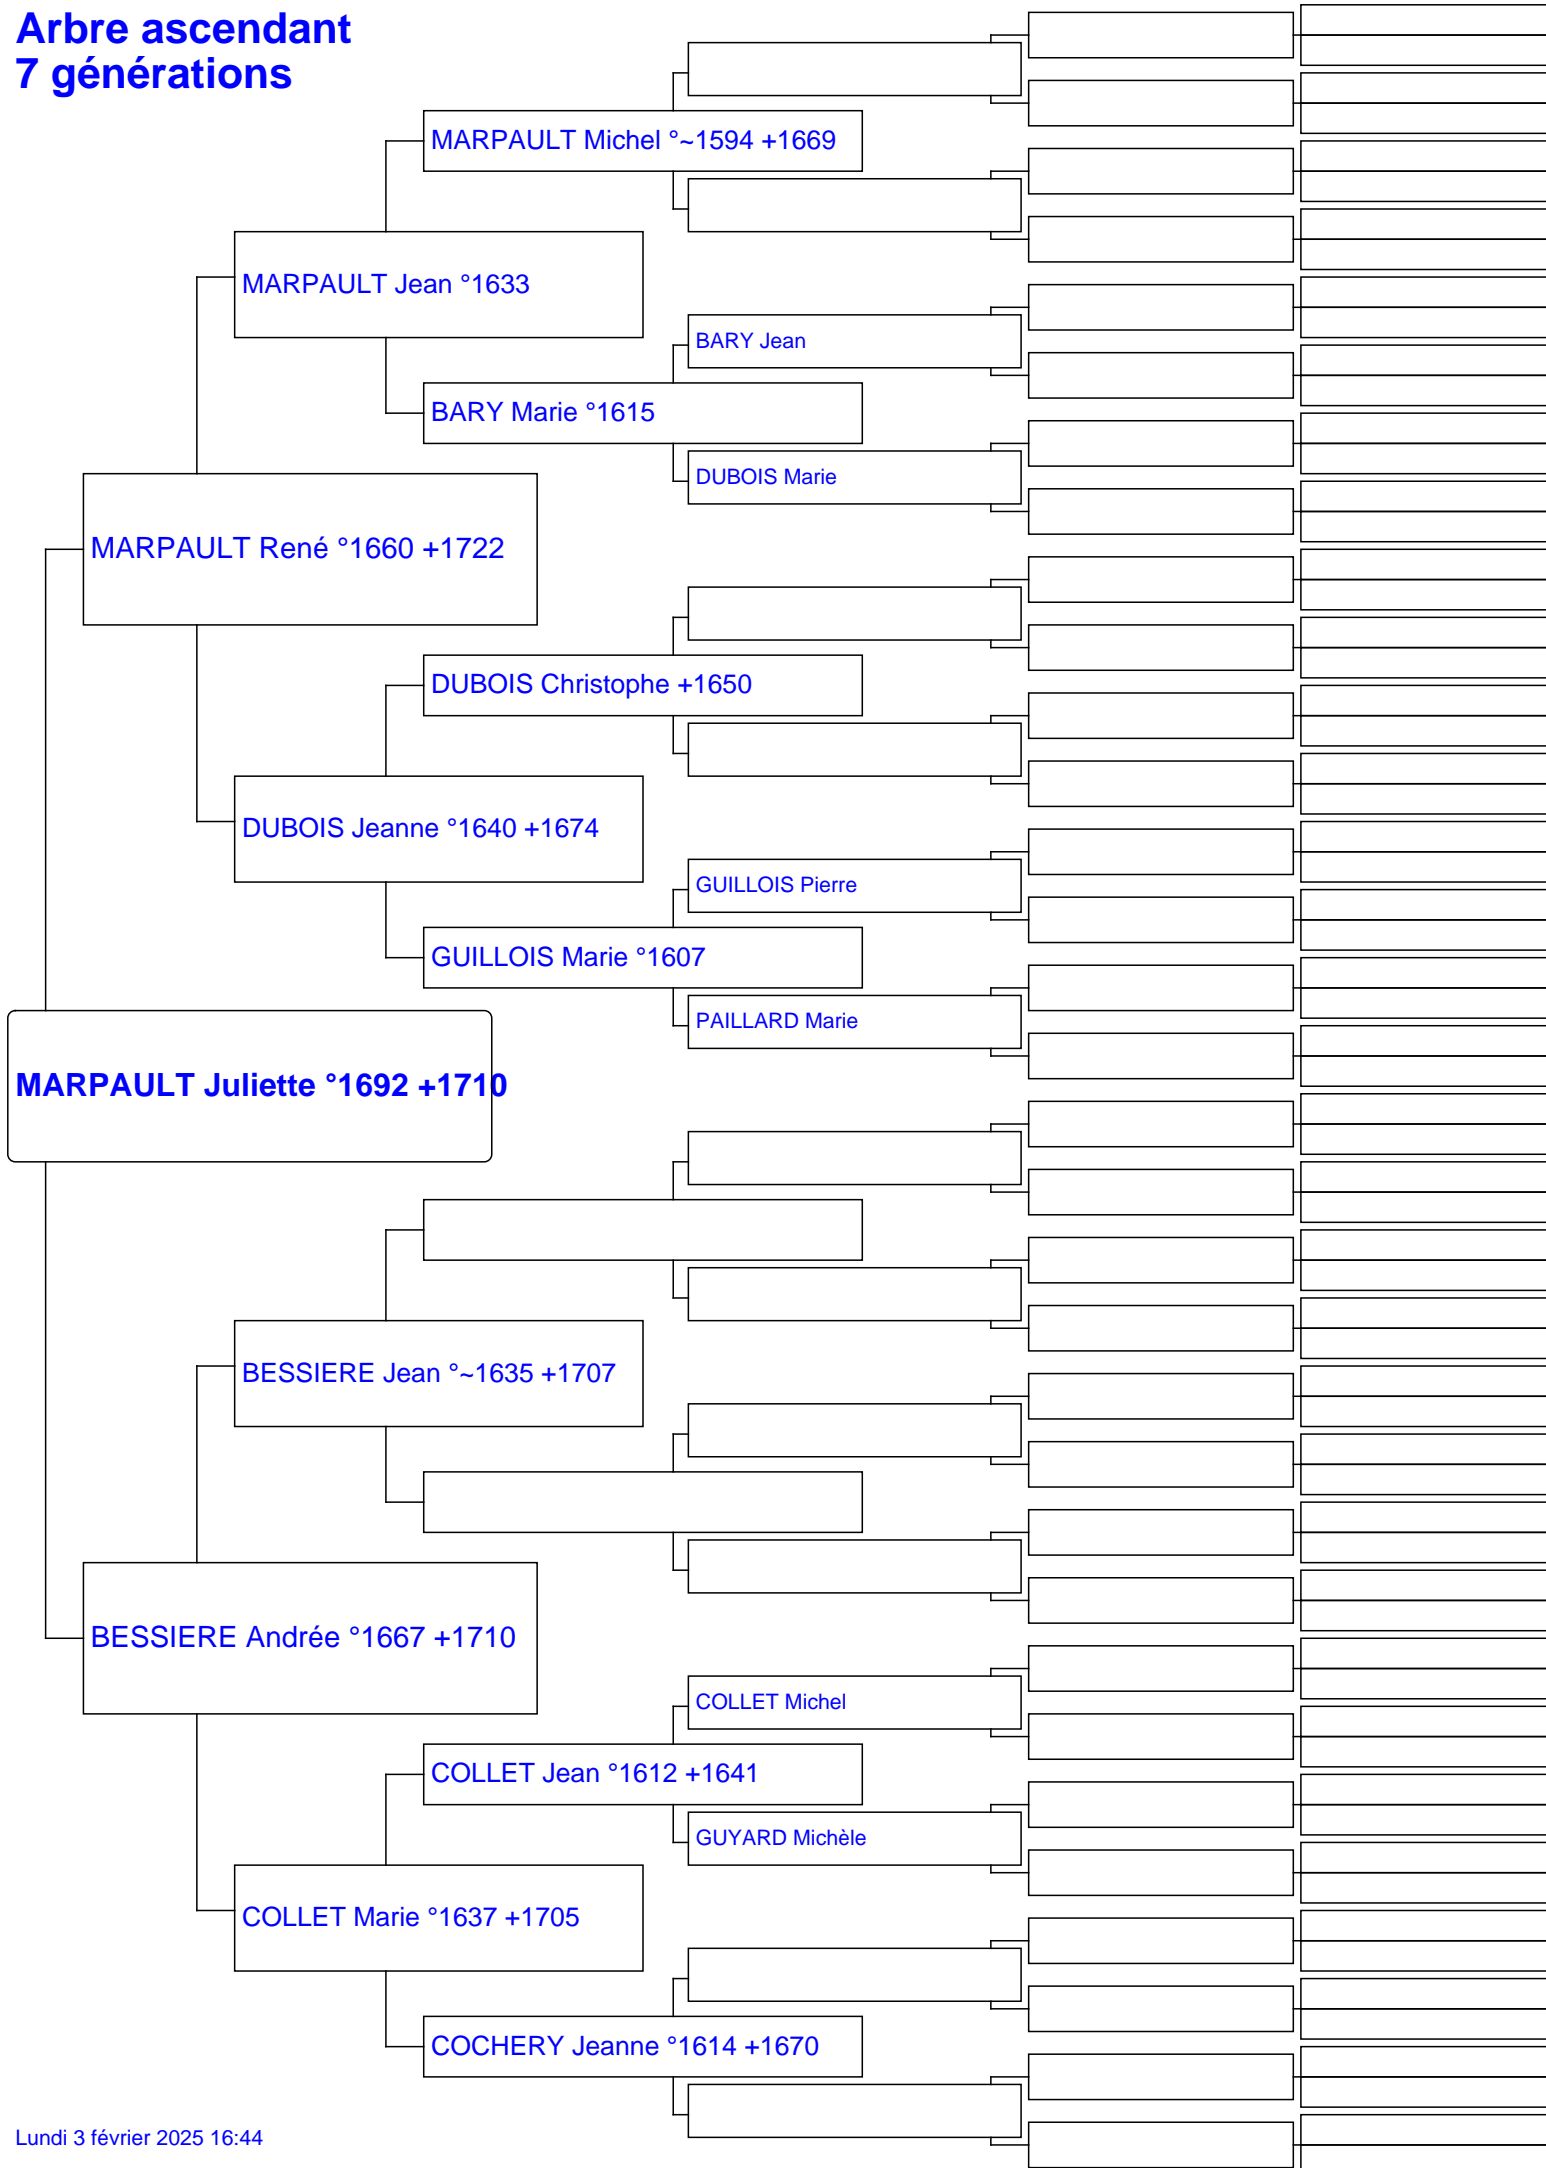 Arbre ascendant
7 générations
MARPAULT Michel °~1594 +1669
MARPAULT Jean °1633
BARY Jean
BARY Marie °1615
DUBOIS Marie
MARPAULT René °1660 +1722
DUBOIS Christophe +1650
DUBOIS Jeanne °1640 +1674
GUILLOIS Pierre
GUILLOIS Marie °1607
PAILLARD Marie
MARPAULT Juliette °1692 +1710
BESSIERE Jean °~1635 +1707
BESSIERE Andrée °1667 +1710
COLLET Michel
COLLET Jean °1612 +1641
GUYARD Michèle
COLLET Marie °1637 +1705
COCHERY Jeanne °1614 +1670
Lundi 3 février 2025 16:44